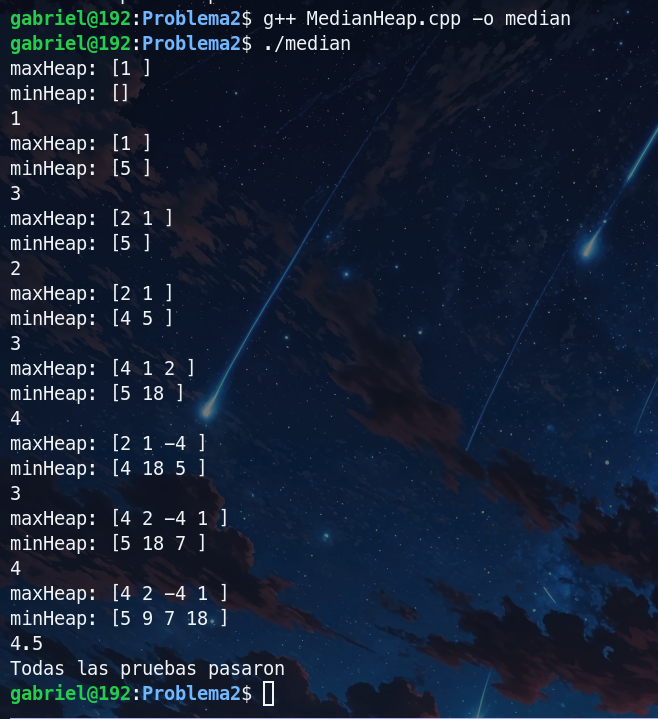 gabriel@192:Problema2$ g++ MedianHeap.cpp -o median
gabriel@192:Problema2$ ./median
maxHeap: [1 ]
minHeap: []
1
maxHeap: [1 ]
minHeap: [5 ]
3
maxHeap: [2 1 ]
minHeap: [5 ]
2
maxHeap: [2 1 ]
minHeap: [4 5 ]
3
maxHeap: [4 1 2 ]
minHeap: [5 18 ]
4
maxHeap: [2 1 -4 ]
minHeap: [4 18 5 ]
3
maxHeap: [4 2 -4 1 ]
minHeap: [5 18 7 ]
4
maxHeap: [4 2 -4 1 ]
minHeap: [5 9 7 18 ]
4.5
Todas las pruebas pasaron
gabriel@192:Problema2$